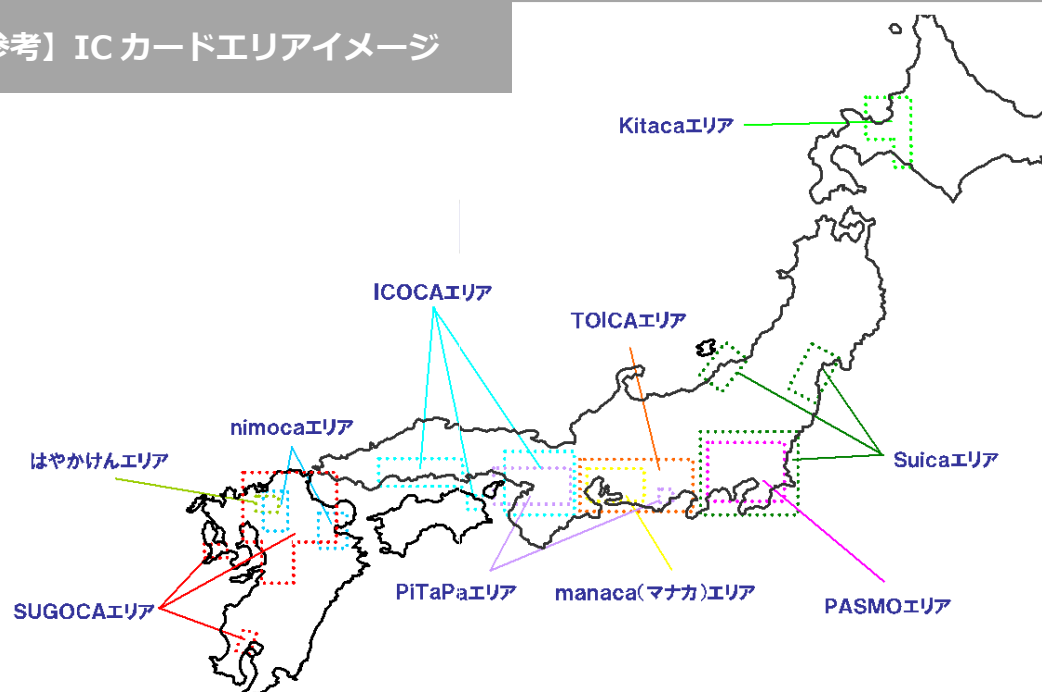 参考】ICカードエリアイメージ
Kitacaエリア
ICOCAエリア
TOICAエリア
nimocaエリア
はやかけんエリア
Suicaエリア
PiTaPaエリア
manaca(マナカ)エリア
PASMOエリア
SUGOCAエリア